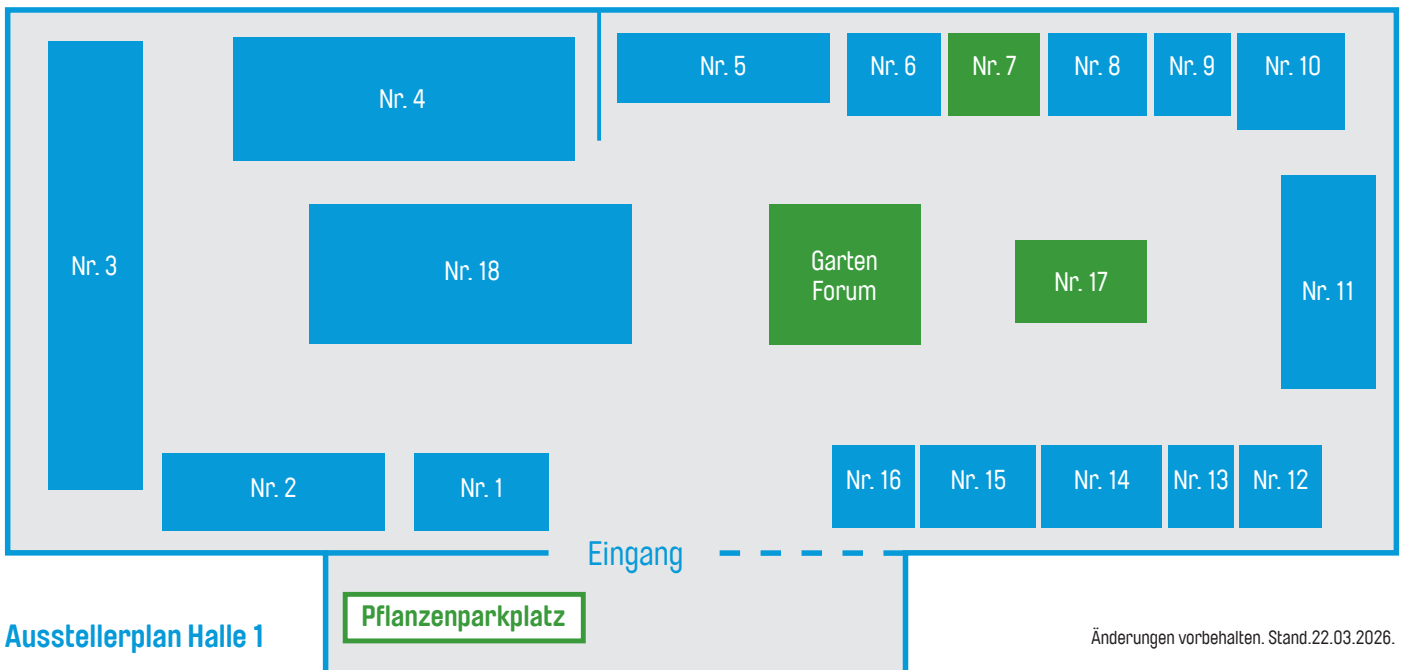 Nr. 5
Nr. 6
Nr. 7
Nr. 8
Nr. 9
Nr. 10
Nr. 4
Nr. 3
Nr. 18
Garten
Forum
Nr. 17
Nr. 11
Nr. 2
Nr. 1
Nr. 16
Nr. 15
Nr. 14
Nr. 13
Nr. 12
Eingang
Pflanzenparkplatz
Ausstellerplan Halle 1
Änderungen vorbehalten. Stand.22.03.2026.